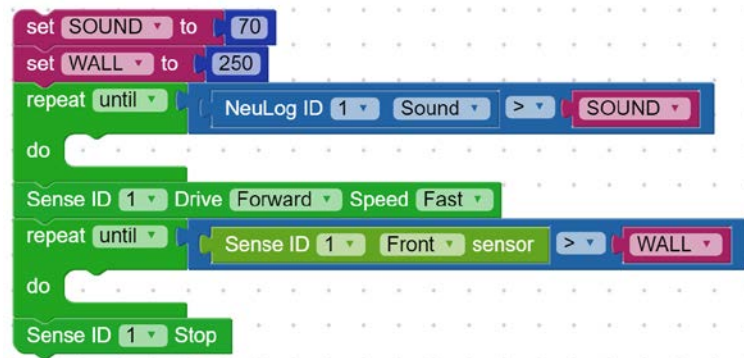 set SOUND to 70
set WALL to 250
repeat until NeuLog ID 1 Sound > SOUND
do
Sense ID 1 Drive Forward Speed Fast
repeat until Sense ID 1 Front sensor > WALL
do
Sense ID 1 Stop